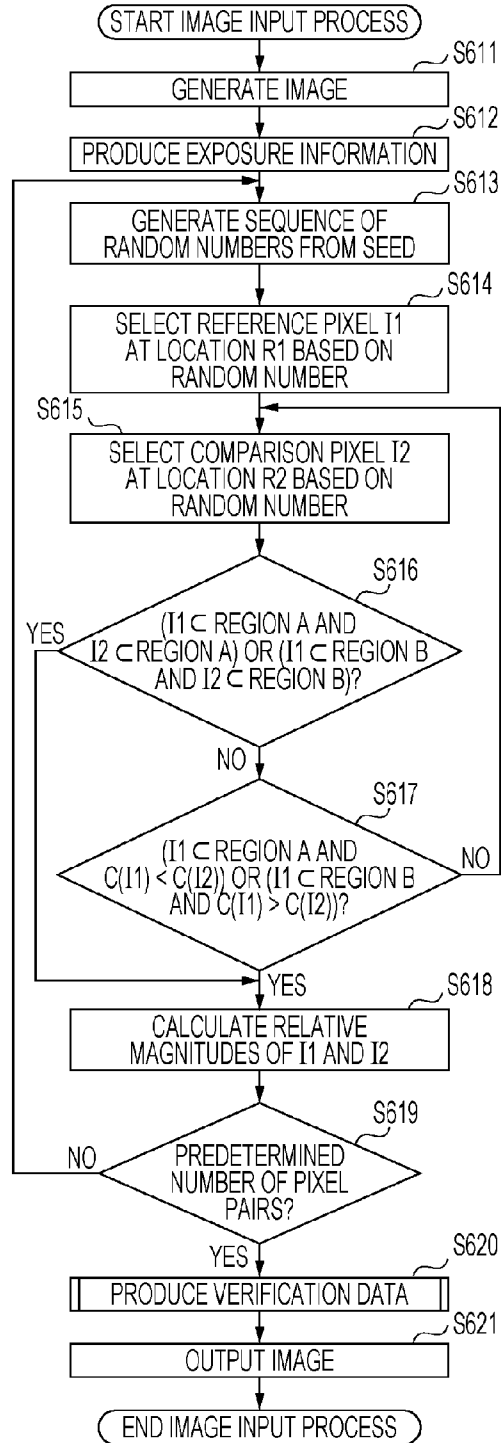 START IMAGE INPUT PROCESS
S611
GENERATE IMAGE
S612
PRODUCE EXPOSURE INFORMATION
S613
GENERATE SEQUENCE OF
RANDOM NUMBERS FROM SEED
S614
SELECT REFERENCE PIXEL I1
AT LOCATION R1 BASED ON
RANDOM NUMBER
S615
SELECT COMPARISON PIXEL I2
AT LOCATION R2 BASED ON
RANDOM NUMBER
S616
(I1 ⊂ REGION A AND
I2 ⊂ REGION A) OR (I1 ⊂ REGION B
AND I2 ⊂ REGION B)?
YES
NO
S617
(I1 ⊂ REGION A AND
C(I1) < C(I2)) OR (I1 ⊂ REGION B
AND C(I1) > C(I2))?
NO
YES
S618
CALCULATE RELATIVE
MAGNITUDES OF I1 AND I2
S619
PREDETERMINED
NUMBER OF PIXEL
PAIRS?
NO
YES
S620
PRODUCE VERIFICATION DATA
S621
OUTPUT IMAGE
END IMAGE INPUT PROCESS